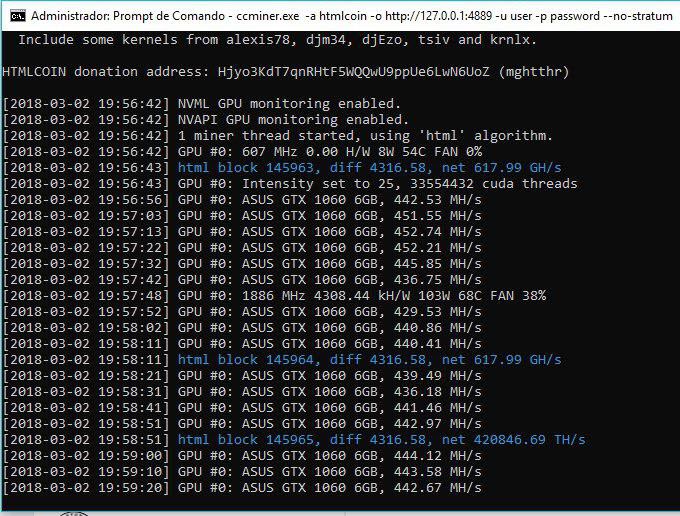 Administrador: Prompt de Comando - ccminer.exe  -a htmlcoin -o http://127.0.0.1:4889 -u user -p password --no-stratum
Include some kernels from alexis78, djm34, djEzo, tsiv and krnlx.
HTMLCOIN donation address: Hjyo3KdT7qnRHtF5WQQwU9ppUe6LwN6UoZ (mghtthr)
[2018-03-02 19:56:42] NVML GPU monitoring enabled.
[2018-03-02 19:56:42] NVAPI GPU monitoring enabled.
[2018-03-02 19:56:42] 1 miner thread started, using 'html' algorithm.
[2018-03-02 19:56:42] GPU #0: 607 MHz 0.00 H/W 8W 54C FAN 0%
[2018-03-02 19:56:43] html block 145963, diff 4316.58, net 617.99 GH/s
[2018-03-02 19:56:43] GPU #0: Intensity set to 25, 33554432 cuda threads
[2018-03-02 19:56:56] GPU #0: ASUS GTX 1060 6GB, 442.53 MH/s
[2018-03-02 19:57:03] GPU #0: ASUS GTX 1060 6GB, 451.55 MH/s
[2018-03-02 19:57:13] GPU #0: ASUS GTX 1060 6GB, 452.74 MH/s
[2018-03-02 19:57:22] GPU #0: ASUS GTX 1060 6GB, 452.21 MH/s
[2018-03-02 19:57:32] GPU #0: ASUS GTX 1060 6GB, 445.85 MH/s
[2018-03-02 19:57:42] GPU #0: ASUS GTX 1060 6GB, 436.75 MH/s
[2018-03-02 19:57:48] GPU #0: 1886 MHz 4308.44 kH/W 103W 68C FAN 38%
[2018-03-02 19:57:52] GPU #0: ASUS GTX 1060 6GB, 429.53 MH/s
[2018-03-02 19:58:02] GPU #0: ASUS GTX 1060 6GB, 440.86 MH/s
[2018-03-02 19:58:11] GPU #0: ASUS GTX 1060 6GB, 440.41 MH/s
[2018-03-02 19:58:11] html block 145964, diff 4316.58, net 617.99 GH/s
[2018-03-02 19:58:21] GPU #0: ASUS GTX 1060 6GB, 439.49 MH/s
[2018-03-02 19:58:31] GPU #0: ASUS GTX 1060 6GB, 436.18 MH/s
[2018-03-02 19:58:41] GPU #0: ASUS GTX 1060 6GB, 441.46 MH/s
[2018-03-02 19:58:51] GPU #0: ASUS GTX 1060 6GB, 442.97 MH/s
[2018-03-02 19:58:51] html block 145965, diff 4316.58, net 420846.69 TH/s
[2018-03-02 19:59:00] GPU #0: ASUS GTX 1060 6GB, 444.12 MH/s
[2018-03-02 19:59:10] GPU #0: ASUS GTX 1060 6GB, 443.58 MH/s
[2018-03-02 19:59:20] GPU #0: ASUS GTX 1060 6GB, 442.67 MH/s